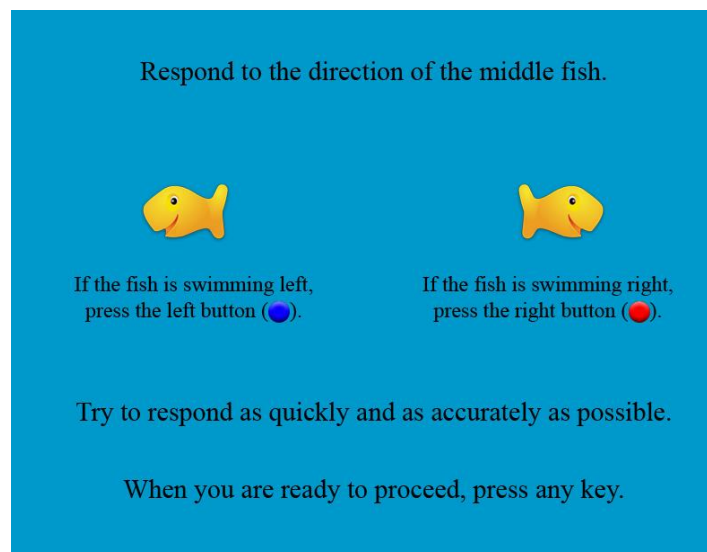 Respond to the direction of the middle fish.
If the fish is swimming left,
press the left button ( ).
If the fish is swimming right,
press the right button ( ).
Try to respond as quickly and as accurately as possible.
When you are ready to proceed, press any key.